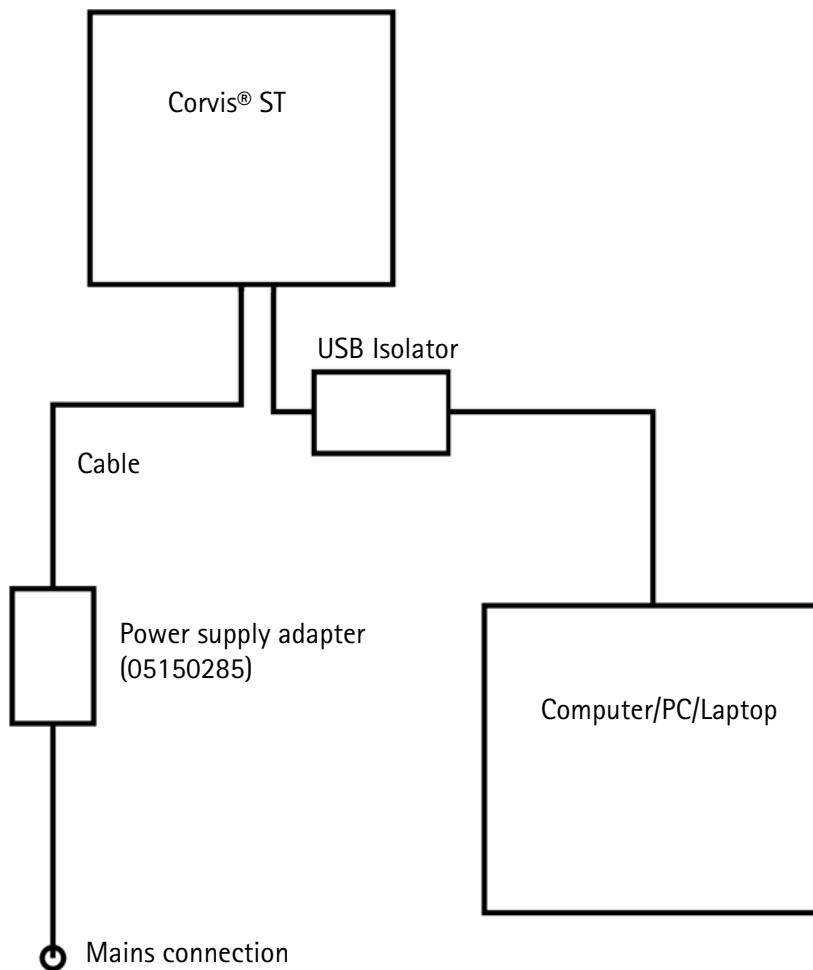 Corvis® ST
USB Isolator
Cable
Power supply adapter
(05150285)
Computer/PC/Laptop
Mains connection